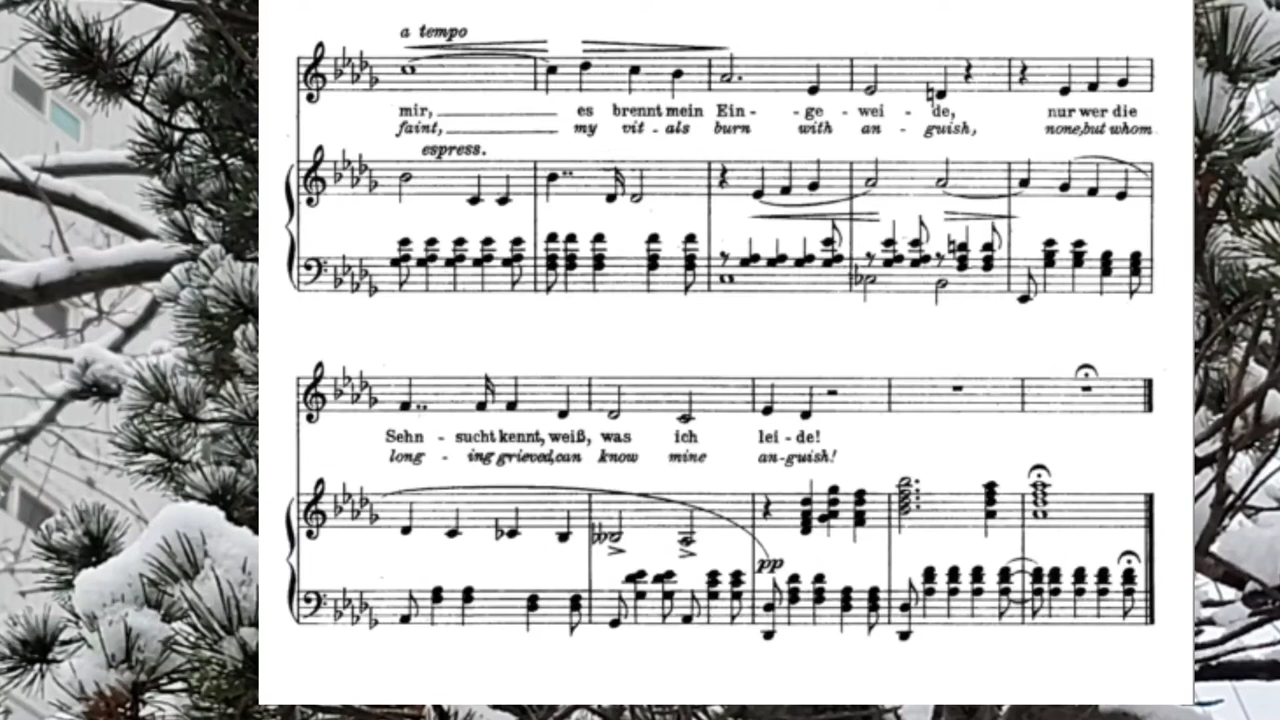 a tempo
mir, es brennt mein Ein - - ge - wei - de, nur wer die
faint, my vit - als burn with an - guish, none, but whom
espress.
Sehn - sucht kennt, weiß, was ich lei - de!
long - ing grieved, can know mine an-guish!
pp